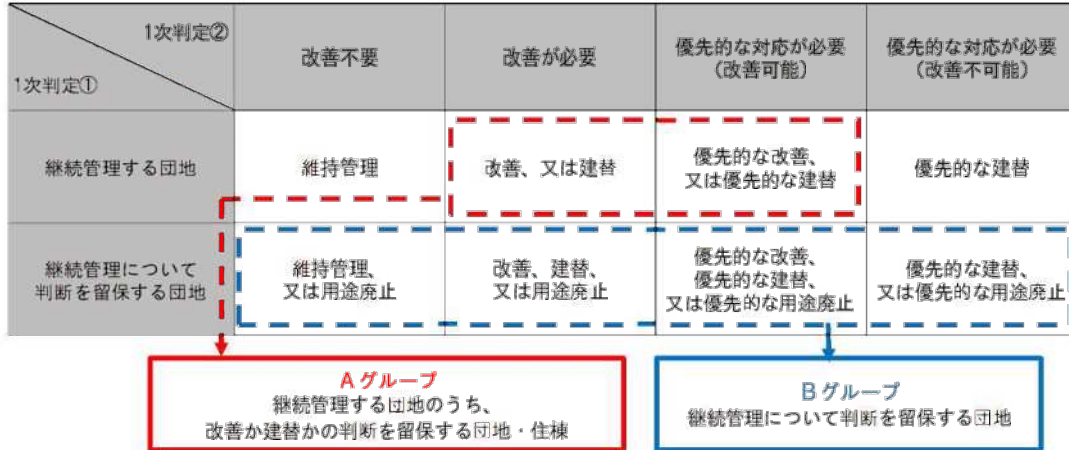 1次判定②
1次判定①
改善不要
改善が必要
優先的な対応が必要
(改善可能)
優先的な対応が必要
(改善不可能)
継続管理する団地
維持管理
改善、又は建替
優先的な改善、
又は優先的な建替
優先的な建替
継続管理について
判断を留保する団地
維持管理、
又は用途廃止
改善、建替、
又は用途廃止
優先的な改善、
優先的な建替、
又は優先的な用途廃止
優先的な建替、
又は優先的な用途廃止
Aグループ
継続管理する団地のうち、
改善か建替かの判断を留保する団地・住棟
Bグループ
継続管理について判断を留保する団地